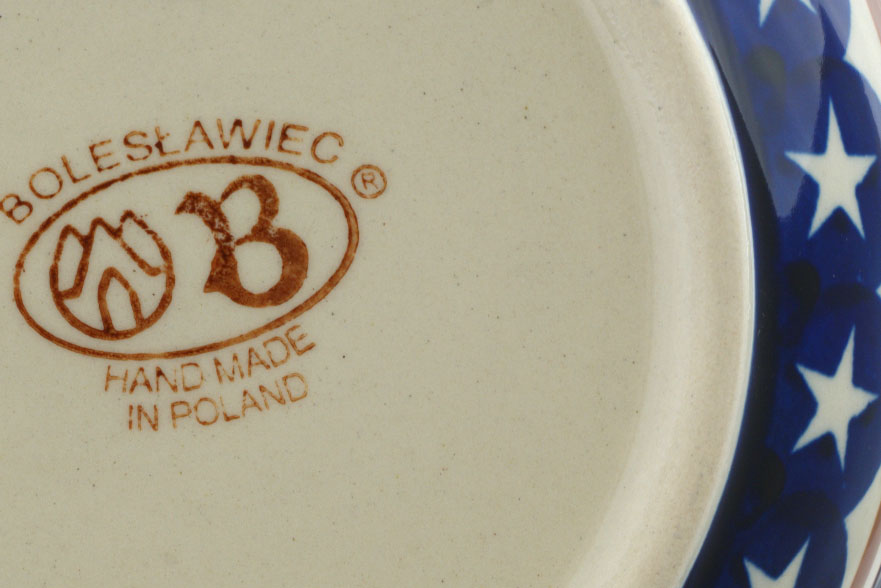 BOLESŁAWIEC
®
B
HAND MADE
IN POLAND